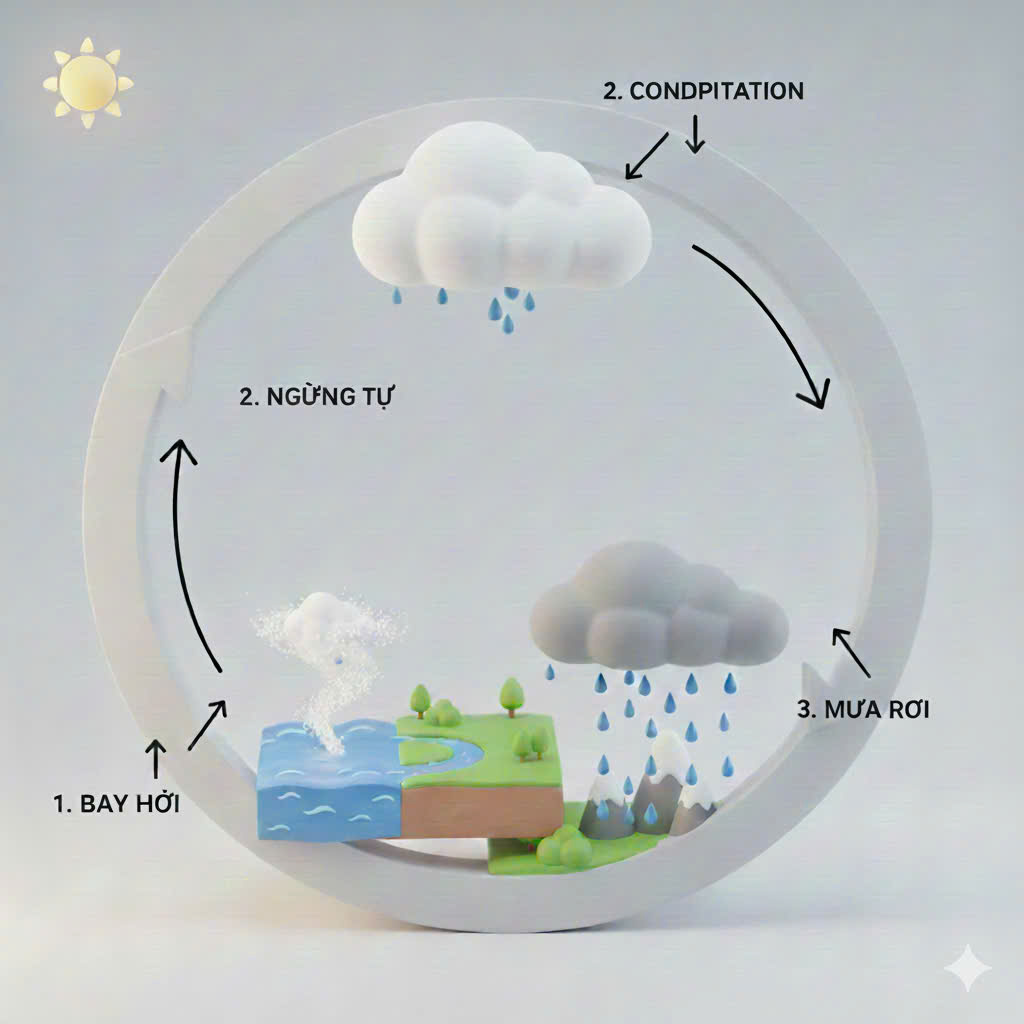 2. CONDPITATION
2. NGỪNG TỰ
3. MƯA RƠI
1. BAY HỞI